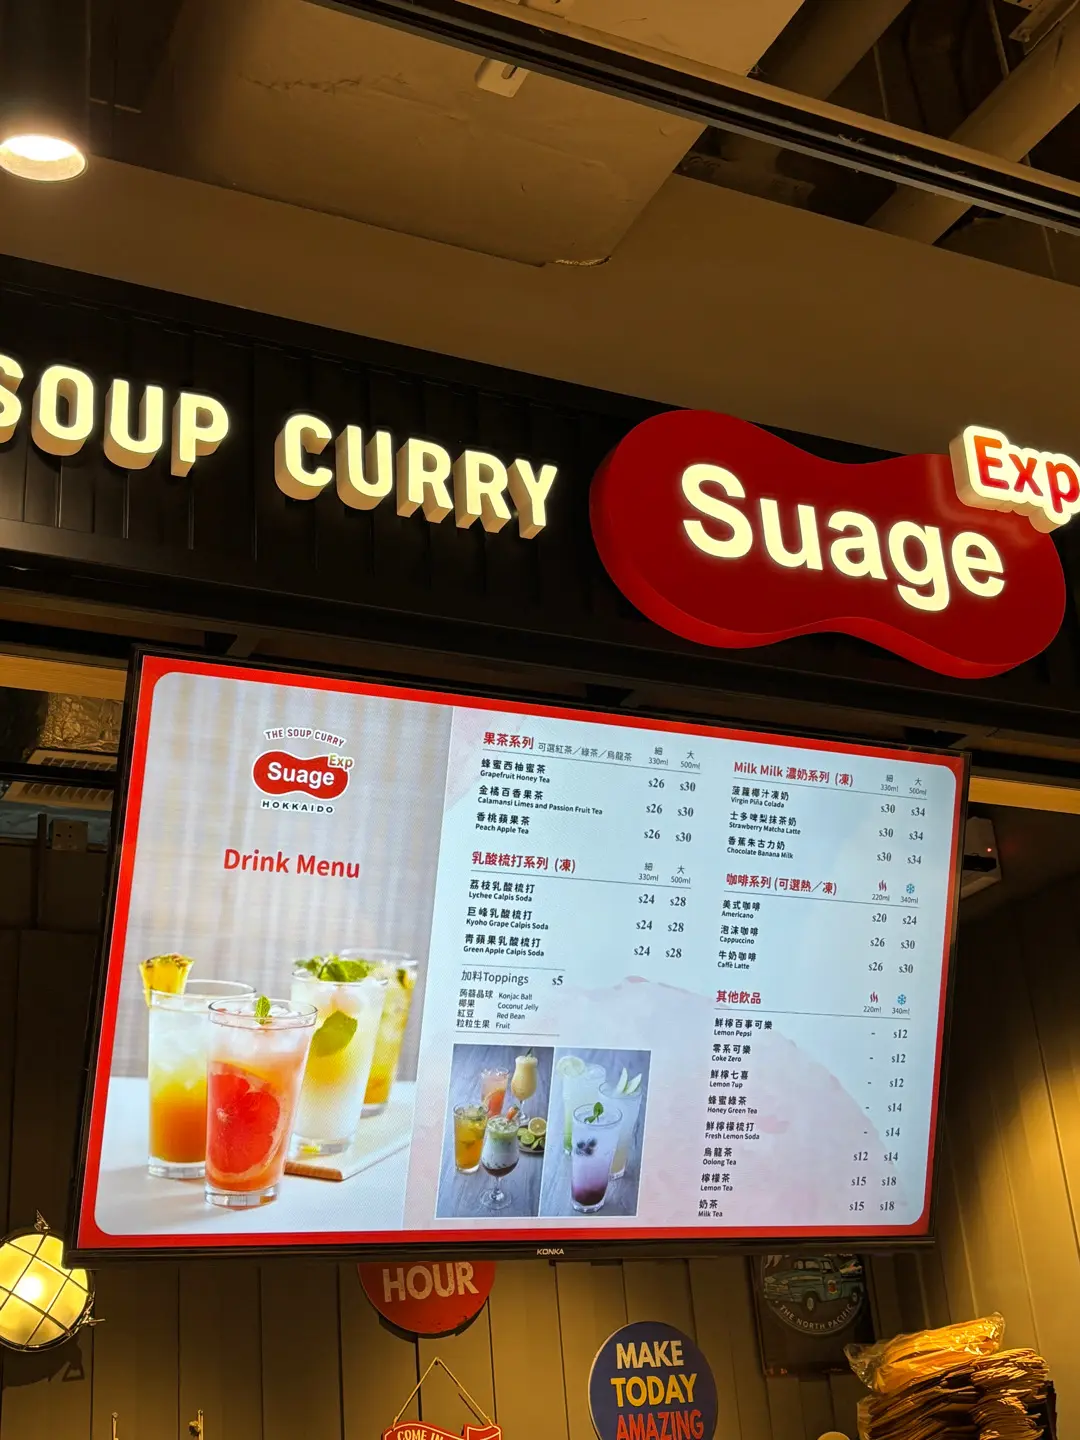 SOUP CURRY
Suage
Exp
THE SOUP CURRY
Suage Exp
HOKKAIDO
Drink Menu
果茶系列 可選紅茶／綠茶／烏龍茶 細 大
330ml 500ml
蜂蜜西柚蜜茶 $26 $30
Grapefruit Honey Tea
金橘百香果茶 $26 $30
Calamansi Limes and Passion Fruit Tea
香桃蘋果茶 $26 $30
Peach Apple Tea
乳酸梳打系列 (凍) 細 大
330ml 500ml
荔枝乳酸梳打 $24 $28
Lychee Calpis Soda
巨峰乳酸梳打 $24 $28
Kyoho Grape Calpis Soda
青蘋果乳酸梳打 $24 $28
Green Apple Calpis Soda
加料Toppings $5
蒟蒻晶球 Konjac Ball
椰果 Coconut Jelly
紅豆 Red Bean
粒粒生果 Fruit
Milk Milk 濃奶系列 (凍) 細 大
330ml 500ml
菠蘿椰汁凍奶 $30 $34
Virgin Piña Colada
士多啤梨抹茶奶 $30 $34
Strawberry Matcha Latte
香蕉朱古力奶 $30 $34
Chocolate Banana Milk
咖啡系列 (可選熱／凍)
220ml 340ml
美式咖啡 $20 $24
Americano
泡沫咖啡 $26 $30
Cappuccino
牛奶咖啡 $26 $30
Caffè Latte
其他飲品
220ml 340ml
鮮檸百事可樂 - $12
Lemon Pepsi
零系可樂 - $12
Coke Zero
鮮檸七喜 - $12
Lemon 7up
蜂蜜綠茶 - $14
Honey Green Tea
鮮檸檬梳打 - $14
Fresh Lemon Soda
烏龍茶 $12 $14
Oolong Tea
檸檬茶 $15 $18
Lemon Tea
奶茶 $15 $18
Milk Tea
KONKA
HOUR
THE NORTH PACIFIC
MAKE
TODAY
AMAZING
COME IN